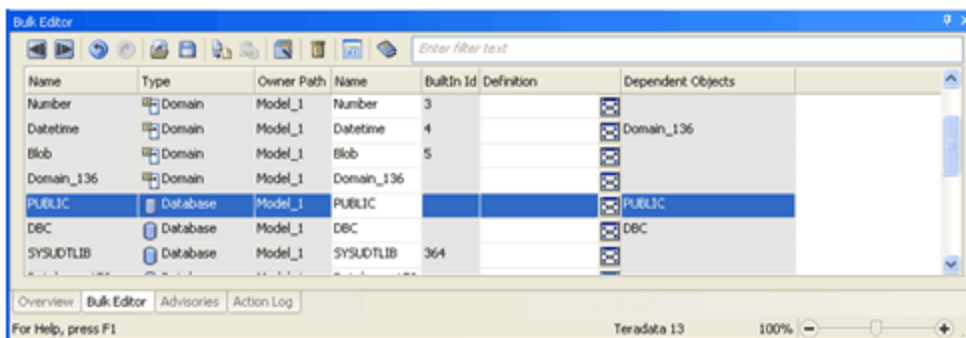 Bulk Editor
Enter filter text
Name Type Owner Path Name BuiltIn Id Definition Dependent Objects
Number Domain Model_1 Number 3
Datetime Domain Model_1 Datetime 4 Domain_136
Blob Domain Model_1 Blob 5
Domain_136 Domain Model_1 Domain_136
PUBLIC Database Model_1 PUBLIC PUBLIC
DBC Database Model_1 DBC DBC
SYSUDTLIB Database Model_1 SYSUDTLIB 364
Overview Bulk Editor Advisories Action Log
For Help, press F1 Teradata 13 100%